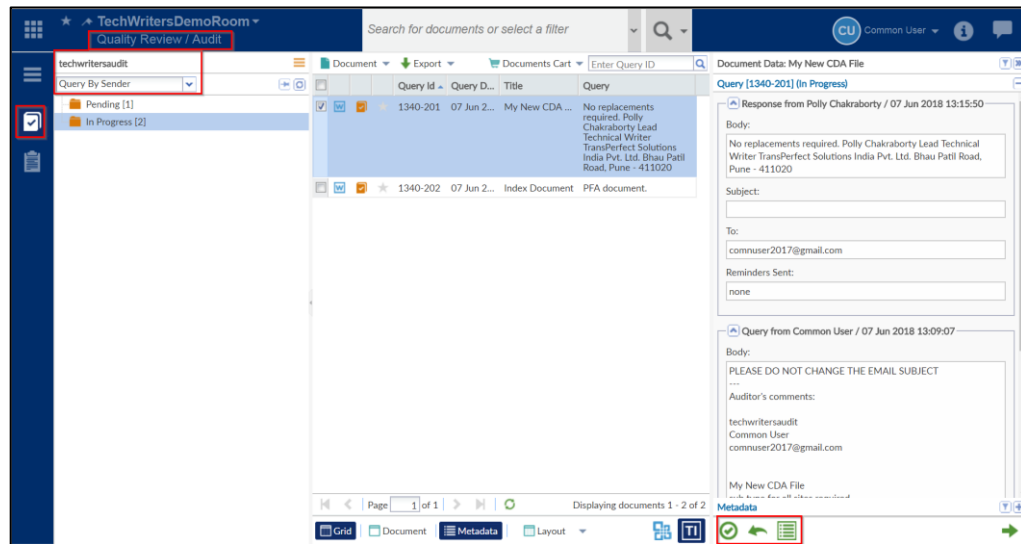 TechWritersDemoRoom
Quality Review / Audit
Search for documents or select a filter
CU
Common User
techwritersaudit
Query By Sender
Pending [1]
In Progress [2]
Document
Export
Documents Cart
Enter Query ID
Query Id
Query D...
Title
Query
W
1340-201
07 Jun 2...
My New CDA ...
No replacements
required. Polly
Chakraborty Lead
Technical Writer
TransPerfect Solutions
India Pvt. Ltd. Bhau Patil
Road, Pune - 411020
W
1340-202
07 Jun 2...
Index Document
PFA document.
Page 1 of 1
Displaying documents 1 - 2 of 2
Grid
Document
Metadata
Layout
TI
Document Data: My New CDA File
Query [1340-201] (In Progress)
Response from Polly Chakraborty / 07 Jun 2018 13:15:50
Body:
No replacements required. Polly Chakraborty Lead Technical
Writer TransPerfect Solutions India Pvt. Ltd. Bhau Patil Road,
Pune - 411020
Subject:
To:
comnuser2017@gmail.com
Reminders Sent:
none
Query from Common User / 07 Jun 2018 13:09:07
Body:
PLEASE DO NOT CHANGE THE EMAIL SUBJECT
---
Auditor's comments:
techwritersaudit
Common User
comnuser2017@gmail.com
My New CDA File
Metadata